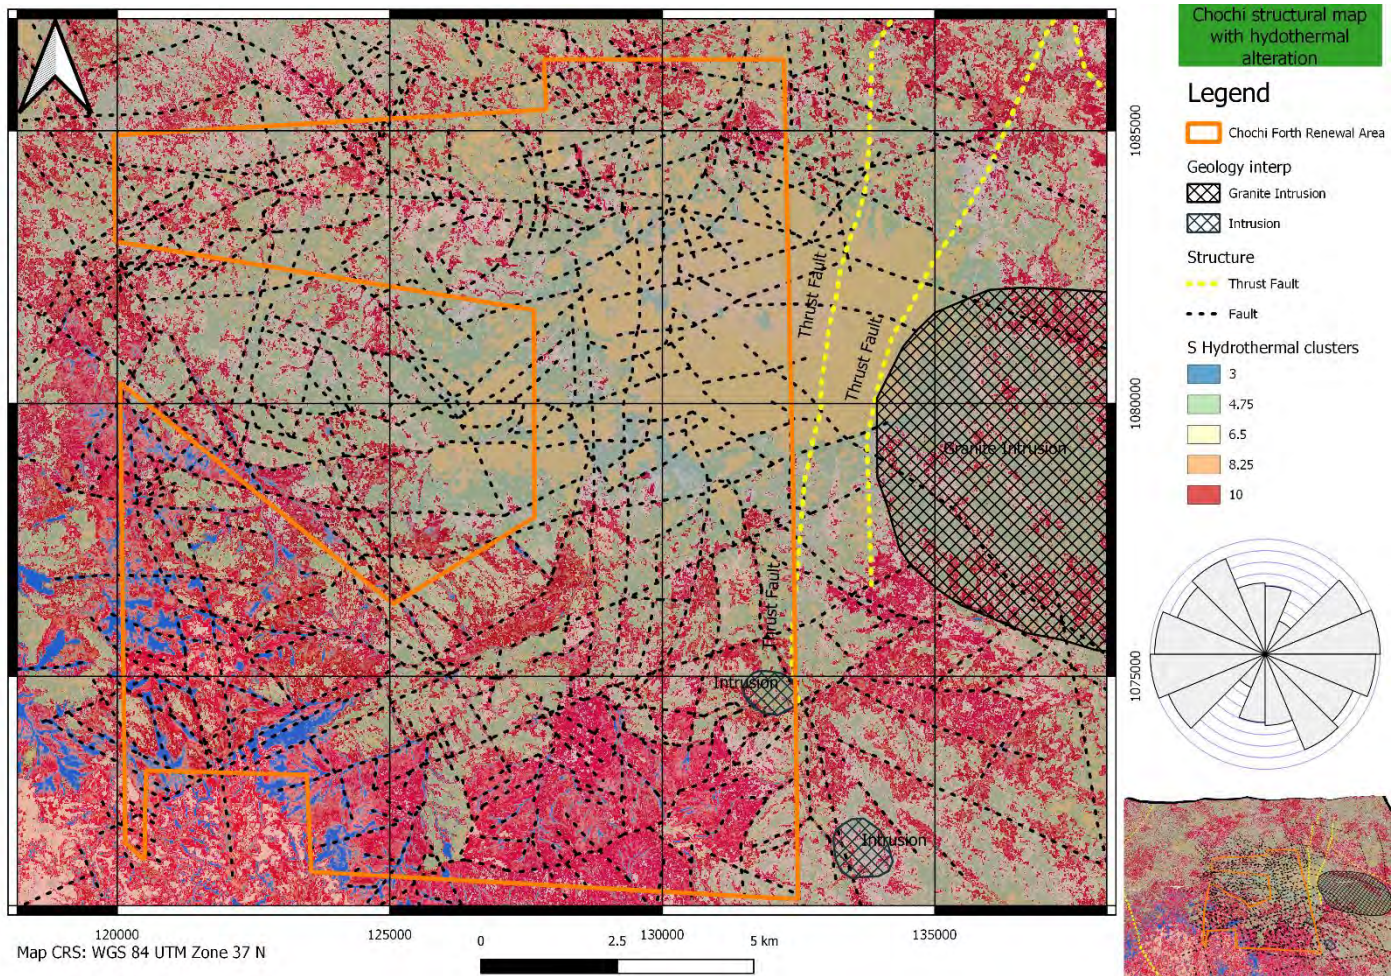 Chochi structural map
with hydothermal
alteration
Legend
Chochi Forth Renewal Area
Geology interp
Granite Intrusion
Intrusion
Structure
Thrust Fault
Fault
S Hydrothermal clusters
3
4.75
6.5
8.25
10
1085000
1080000
1075000
Thrust Fault
Thrust Fault
Granite Intrusion
Thrust Fault
Intrusion
Intrusion
120000
125000
130000
135000
Map CRS: WGS 84 UTM Zone 37 N
0
2.5
5 km